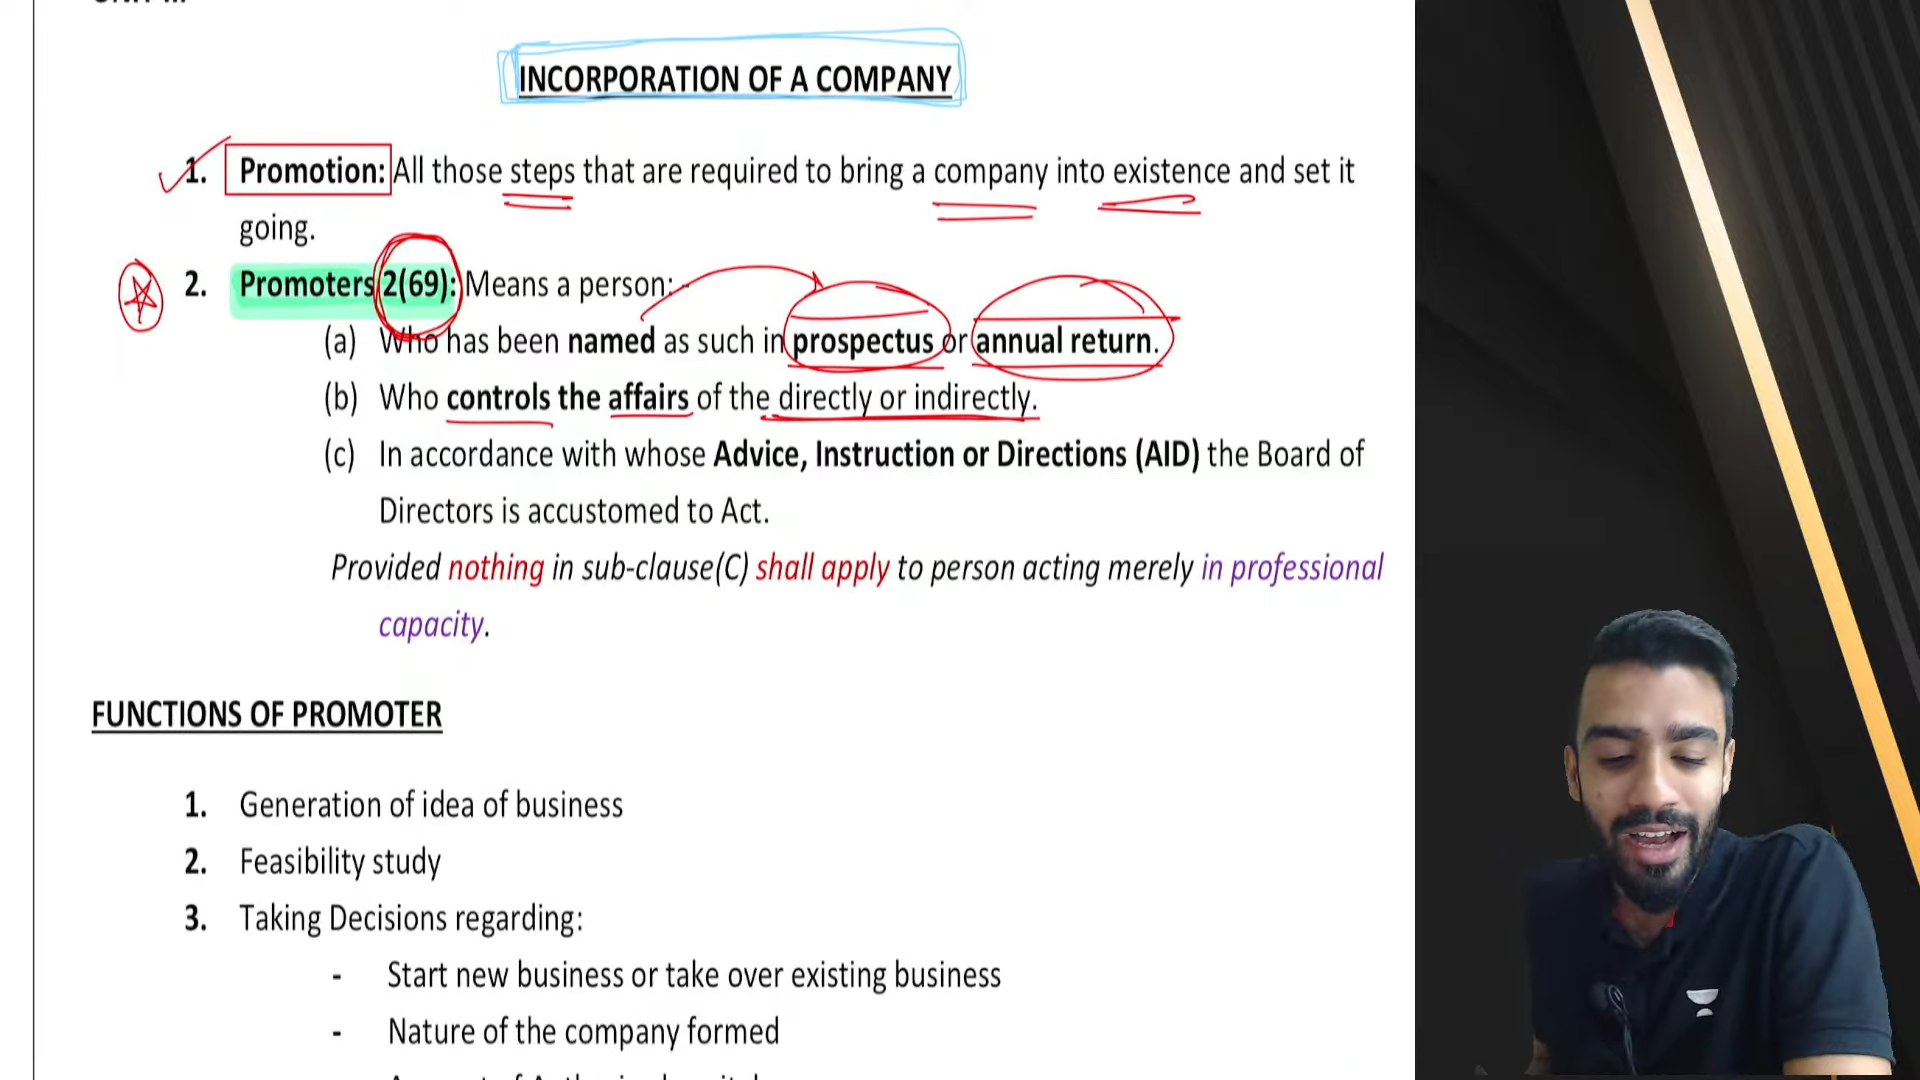 INCORPORATION OF A COMPANY
1. Promotion: All those steps that are required to bring a company into existence and set it
going.
2. Promoters 2(69): Means a person: -
(a) Who has been named as such in prospectus or annual return.
(b) Who controls the affairs of the directly or indirectly.
(c) In accordance with whose Advice, Instruction or Directions (AID) the Board of
Directors is accustomed to Act.
Provided nothing in sub-clause(C) shall apply to person acting merely in professional
capacity.
FUNCTIONS OF PROMOTER
1. Generation of idea of business
2. Feasibility study
3. Taking Decisions regarding:
- Start new business or take over existing business
- Nature of the company formed